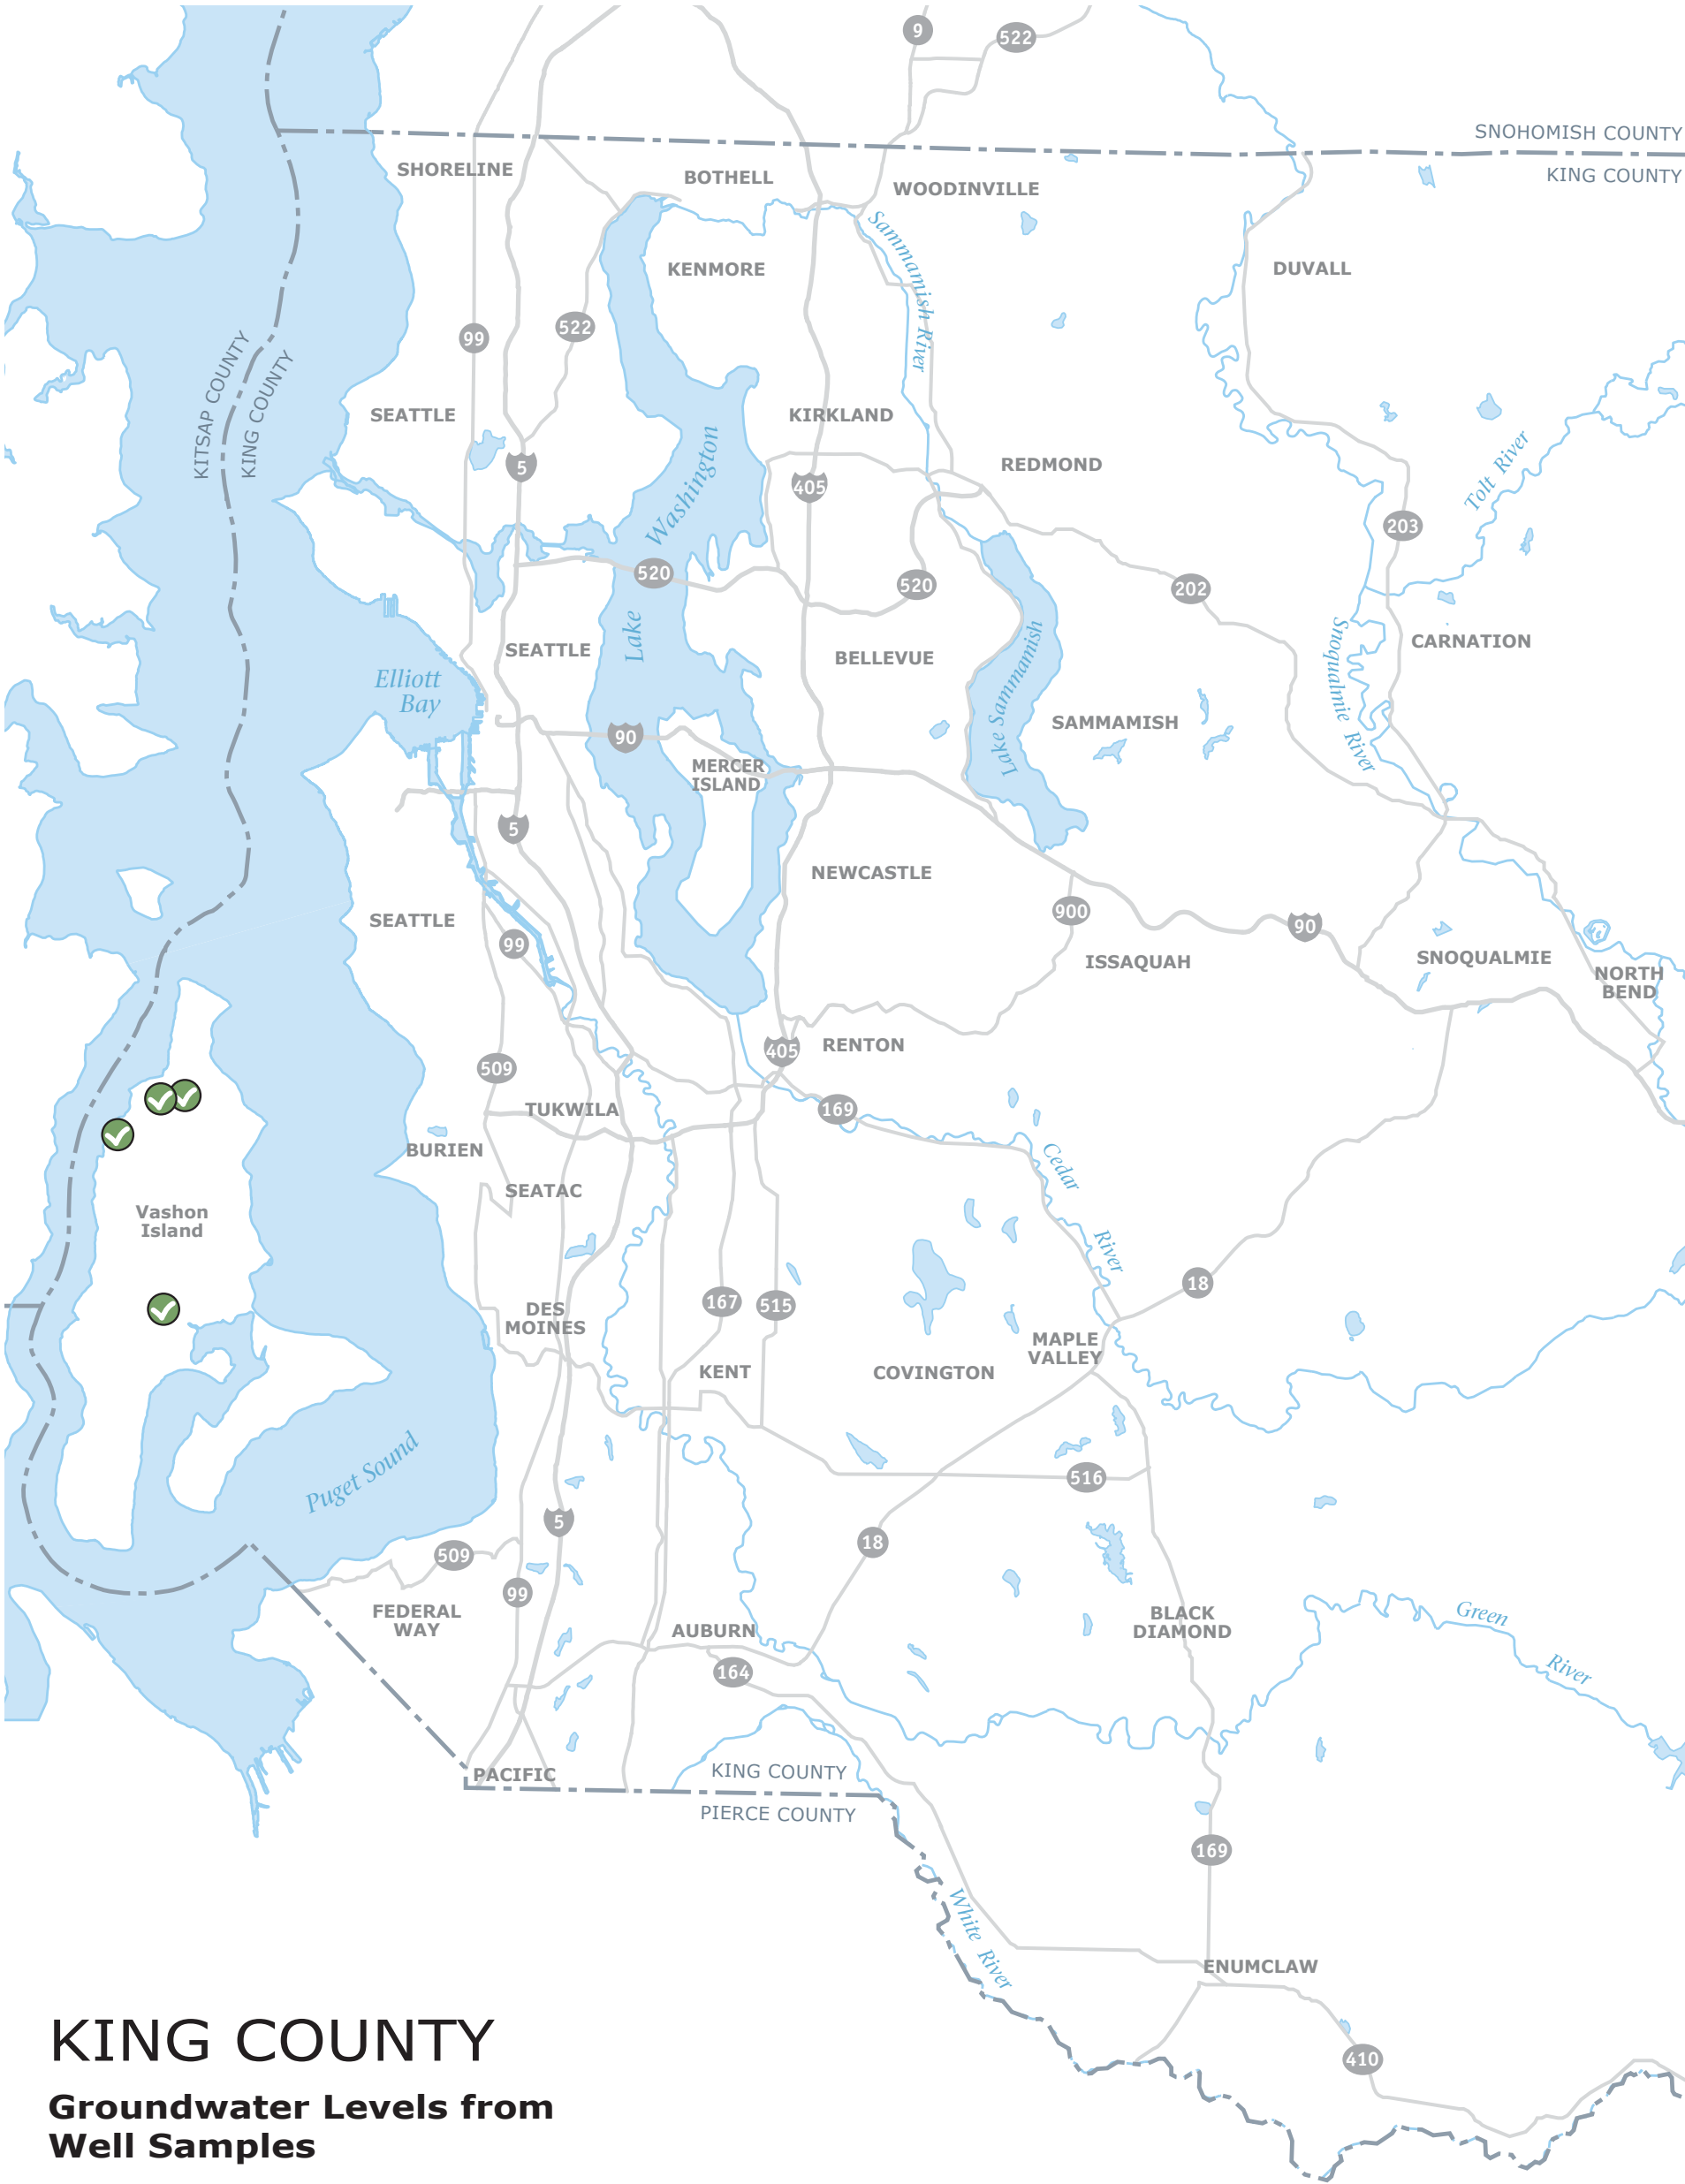 9
522
SNOHOMISH COUNTY
KING COUNTY
SHORELINE
BOTHELL
WOODINVILLE
Sammamish River
KENMORE
DUVALL
99
522
KITSAP COUNTY
KING COUNTY
SEATTLE
KIRKLAND
5
405
REDMOND
Tolt River
203
Lake Washington
520
520
202
SEATTLE
BELLEVUE
CARNATION
Snoqualmie River
Elliott
Bay
Lake Sammamish
SAMMAMISH
90
MERCER
ISLAND
5
NEWCASTLE
SEATTLE
900
90
99
ISSAQUAH
SNOQUALMIE
NORTH
BEND
405
RENTON
509
TUKWILA
169
BURIEN
Cedar River
SEATAC
Vashon
Island
18
167
515
DES
MOINES
MAPLE
VALLEY
KENT
COVINGTON
Puget Sound
516
5
18
509
99
FEDERAL
WAY
AUBURN
BLACK
DIAMOND
Green River
164
PACIFIC
KING COUNTY
PIERCE COUNTY
169
White River
ENUMCLAW
410
KING COUNTY
Groundwater Levels from
Well Samples